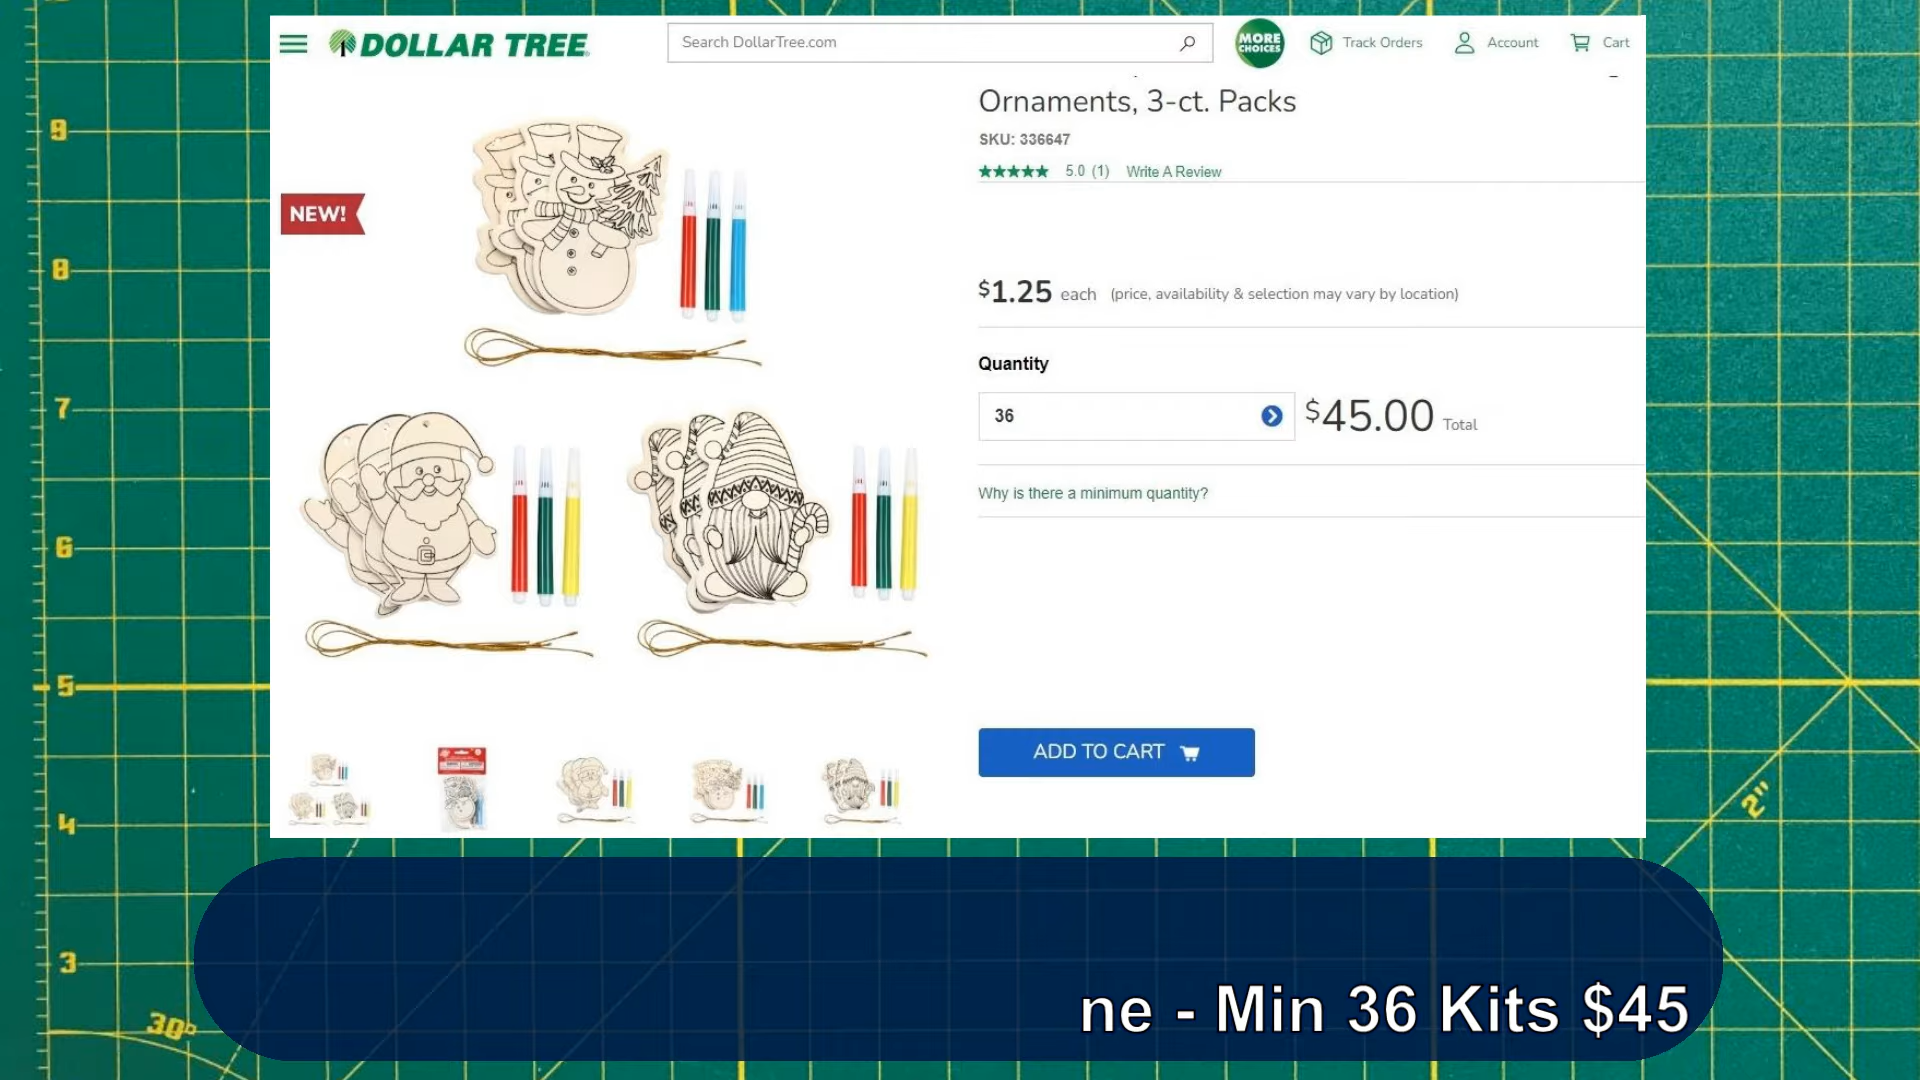 DOLLAR TREE
Search DollarTree.com
MORE CHOICES
Track Orders
Account
Cart
Ornaments, 3-ct. Packs
SKU: 336647
5.0 (1) Write A Review
NEW!
$1.25 each (price, availability & selection may vary by location)
Quantity
36
$45.00 Total
Why is there a minimum quantity?
ADD TO CART
9
8
7
6
5
4
3
30°
2"
ne - Min 36 Kits $45